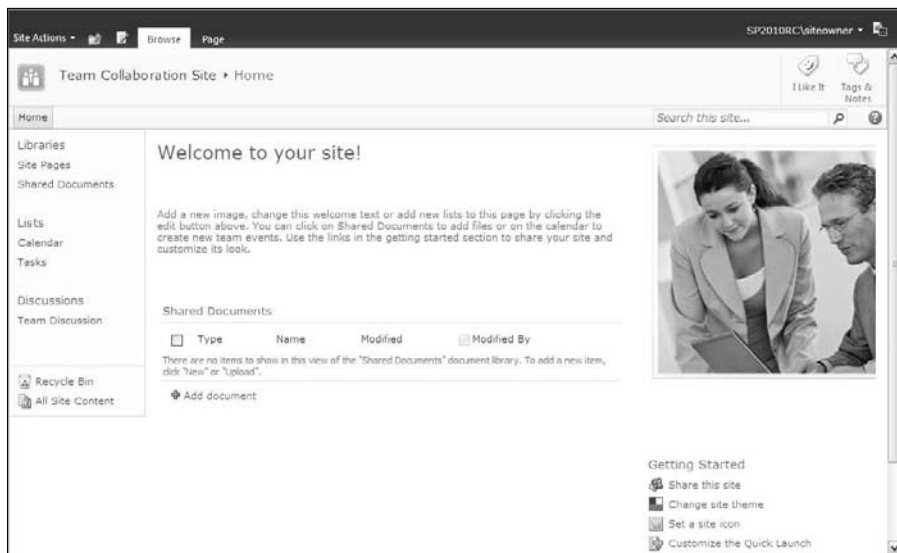 Site Actions
Browse
Page
SP2010RC\siteowner
Team Collaboration Site
Home
I Like It
Tags & Notes
Home
Search this site...
Libraries
Site Pages
Shared Documents
Lists
Calendar
Tasks
Discussions
Team Discussion
Recycle Bin
All Site Content
Welcome to your site!
Add a new image, change this welcome text or add new lists to this page by clicking the
edit button above. You can click on Shared Documents to add files or on the calendar to
create new team events. Use the links in the getting started section to share your site and
customize its look.
Shared Documents
Type Name Modified Modified By
There are no items to show in this view of the "Shared Documents" document library. To add a new item,
click "New" or "Upload".
Add document
Getting Started
Share this site
Change site theme
Set a site icon
Customize the Quick Launch